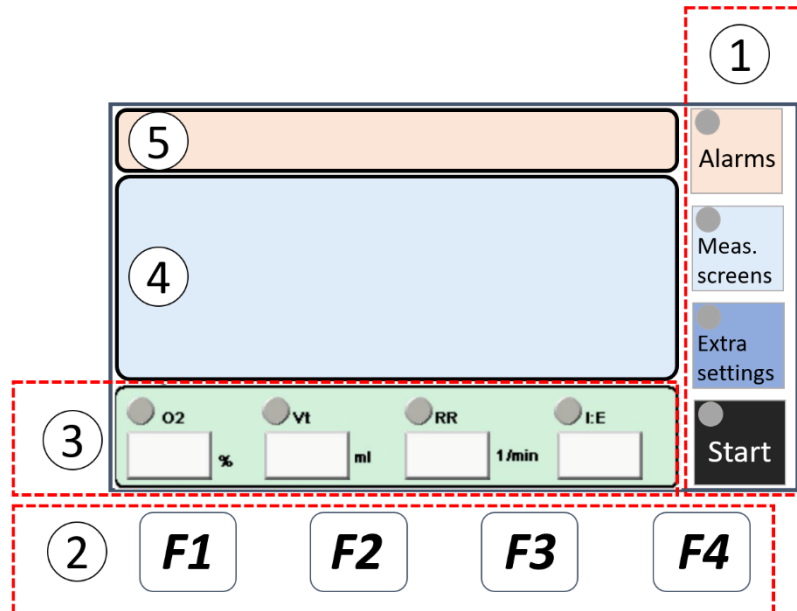 1
5
Alarms
4
Meas.
screens
Extra
settings
3
O2
Vt
RR
I:E
%
ml
1/min
Start
2
F1
F2
F3
F4